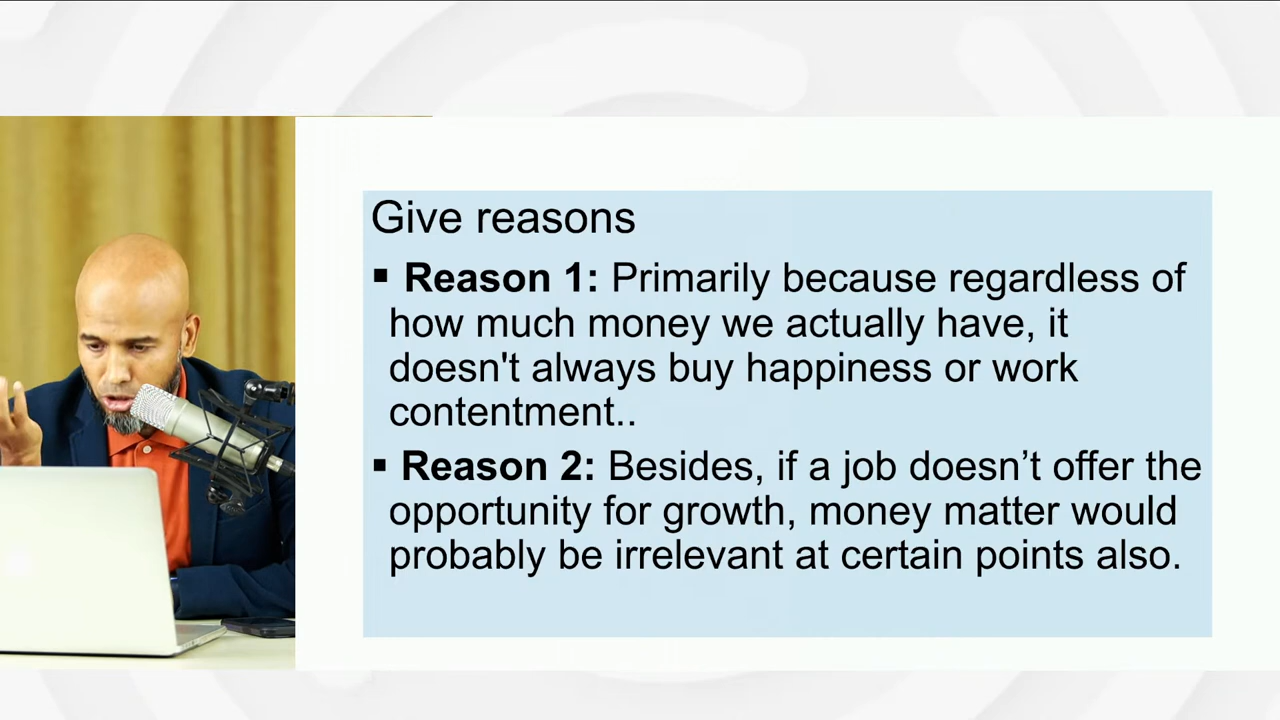 Give reasons
▪ Reason 1: Primarily because regardless of
how much money we actually have, it
doesn't always buy happiness or work
contentment..
▪ Reason 2: Besides, if a job doesn’t offer the
opportunity for growth, money matter would
probably be irrelevant at certain points also.